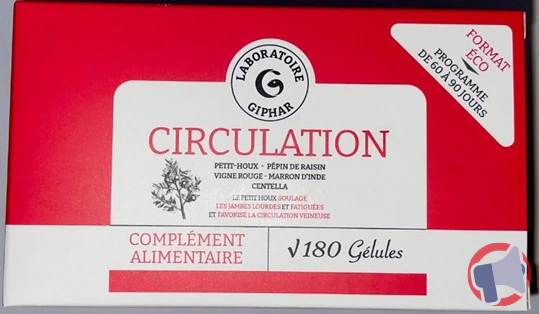 LABORATOIRE
GIPHAR
FORMAT
ÉCO
PROGRAMME
DE 60 À 90 JOURS
CIRCULATION
PETIT-HOUX - PÉPIN DE RAISIN
VIGNE ROUGE - MARRON D'INDE
CENTELLA
LE PETIT HOUX SOULAGE
LES JAMBES LOURDES ET FATIGUÉES
ET FAVORISE LA CIRCULATION VEINEUSE
COMPLÉMENT
ALIMENTAIRE
√180 Gélules